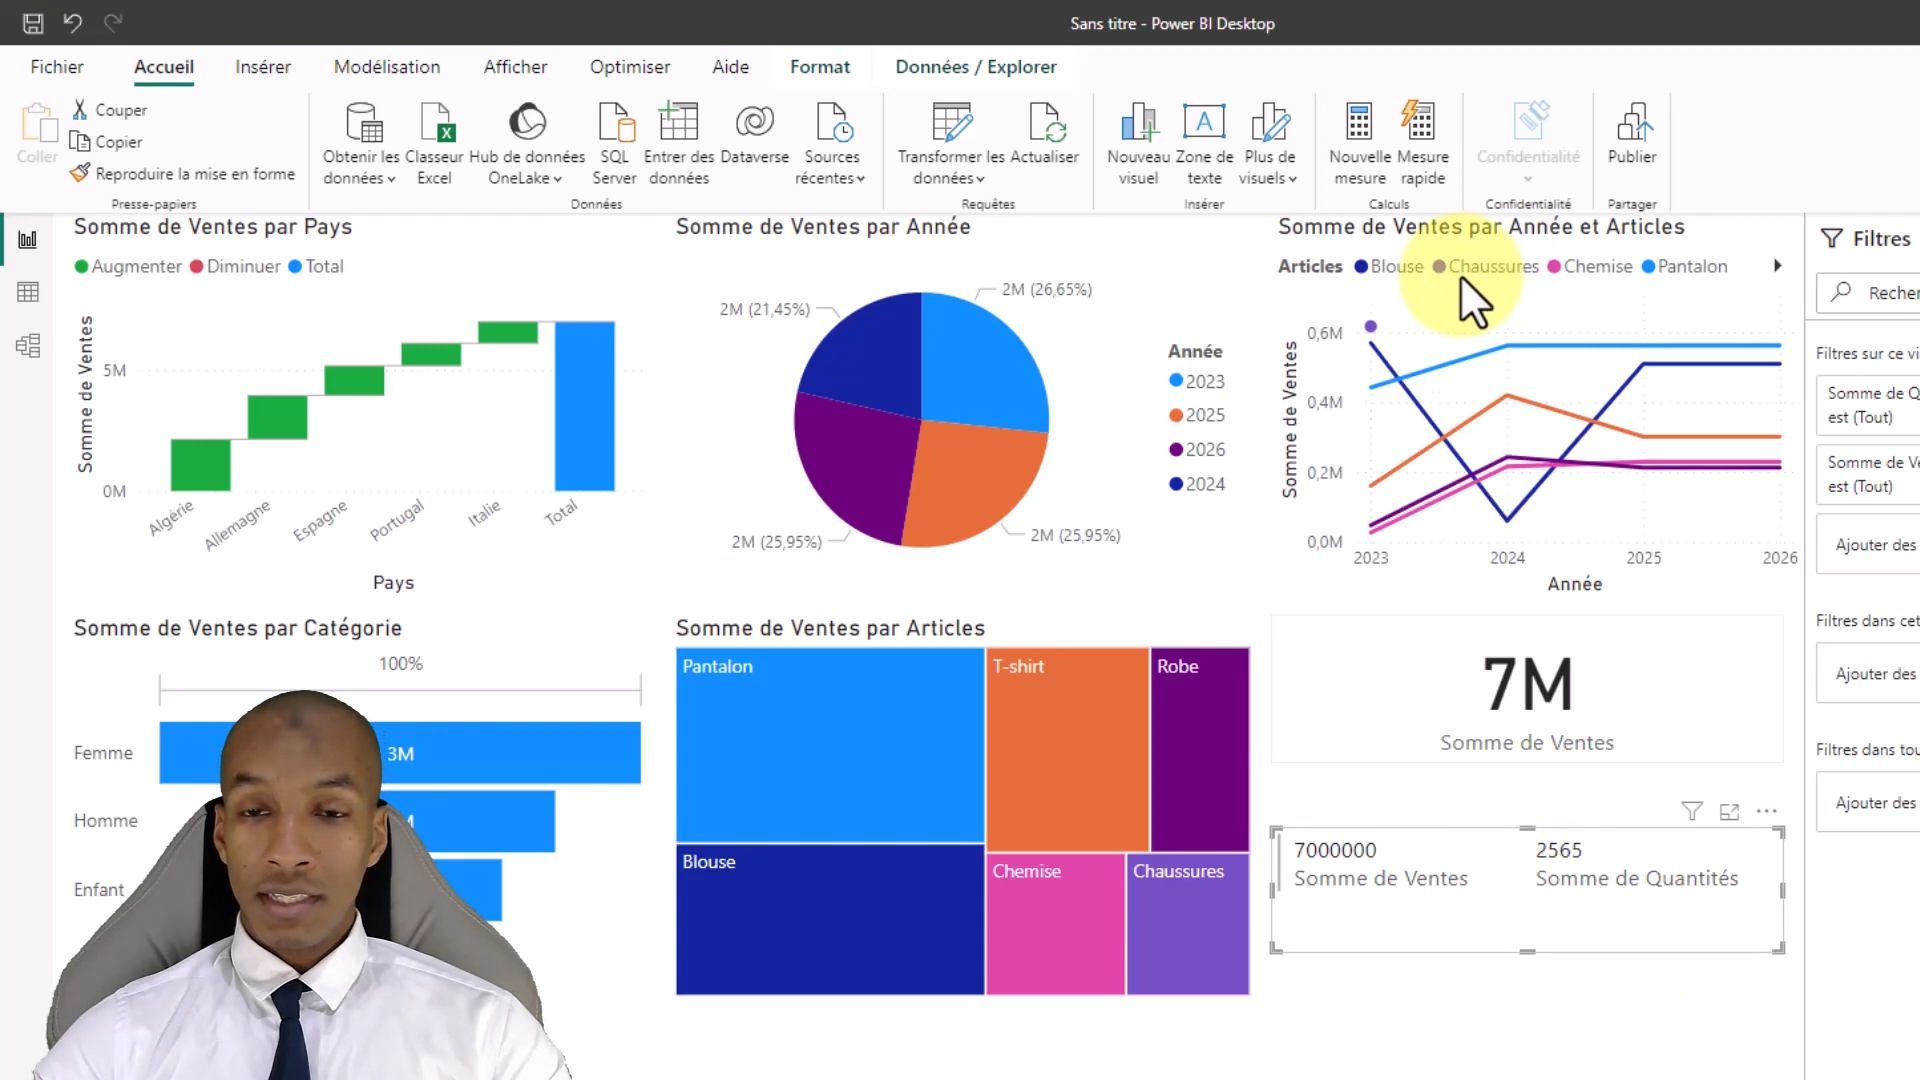 Sans titre - Power BI Desktop
Fichier Accueil Insérer Modélisation Afficher Optimiser Aide Format Données / Explorer
Coller
Couper
Copier
Reproduire la mise en forme
Presse-papiers
Obtenir les données
Classeur Excel
Hub de données OneLake
SQL Server
Entrer des données
Dataverse
Sources récentes
Données
Transformer les données
Actualiser
Requêtes
Nouveau visuel
Zone de texte
Plus de visuels
Insérer
Nouvelle mesure
Mesure rapide
Calculs
Confidentialité
Confidentialité
Publier
Partager
Somme de Ventes par Pays
Augmenter Diminuer Total
Somme de Ventes
5M
0M
Algérie
Allemagne
Espagne
Portugal
Italie
Total
Pays
Somme de Ventes par Année
2M (21,45%)
2M (26,65%)
2M (25,95%)
2M (25,95%)
Année
2023
2025
2026
2024
Somme de Ventes par Année et Articles
Articles Blouse Chaussures Chemise Pantalon
Somme de Ventes
0,6M
0,4M
0,2M
0,0M
2023 2024 2025 2026
Année
Somme de Ventes par Catégorie
100%
Femme
3M
Homme
Enfant
Somme de Ventes par Articles
Pantalon
T-shirt
Robe
Blouse
Chemise
Chaussures
7M
Somme de Ventes
7000000
Somme de Ventes
2565
Somme de Quantités
Filtres
Recher
Filtres sur ce vi
Somme de Q
est (Tout)
Somme de Ve
est (Tout)
Ajouter des
Filtres dans cet
Ajouter des
Filtres dans tou
Ajouter des